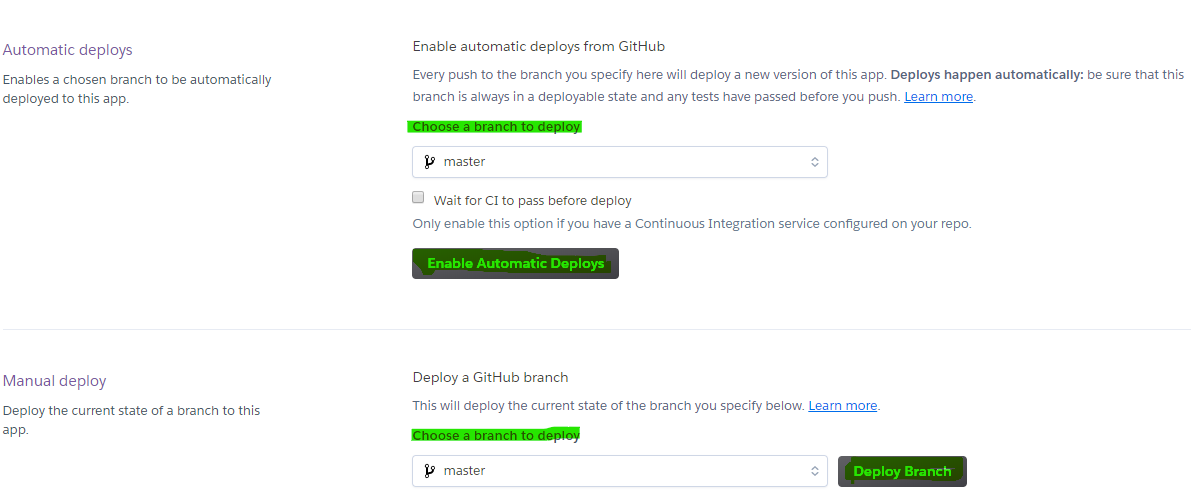 Automatic deploys
Enables a chosen branch to be automatically
deployed to this app.
Enable automatic deploys from GitHub
Every push to the branch you specify here will deploy a new version of this app. Deploys happen automatically: be sure that this
branch is always in a deployable state and any tests have passed before you push. Learn more.
Choose a branch to deploy
master
Wait for CI to pass before deploy
Only enable this option if you have a Continuous Integration service configured on your repo.
Enable Automatic Deploys
Manual deploy
Deploy the current state of a branch to this
app.
Deploy a GitHub branch
This will deploy the current state of the branch you specify below. Learn more.
Choose a branch to deploy
master
Deploy Branch